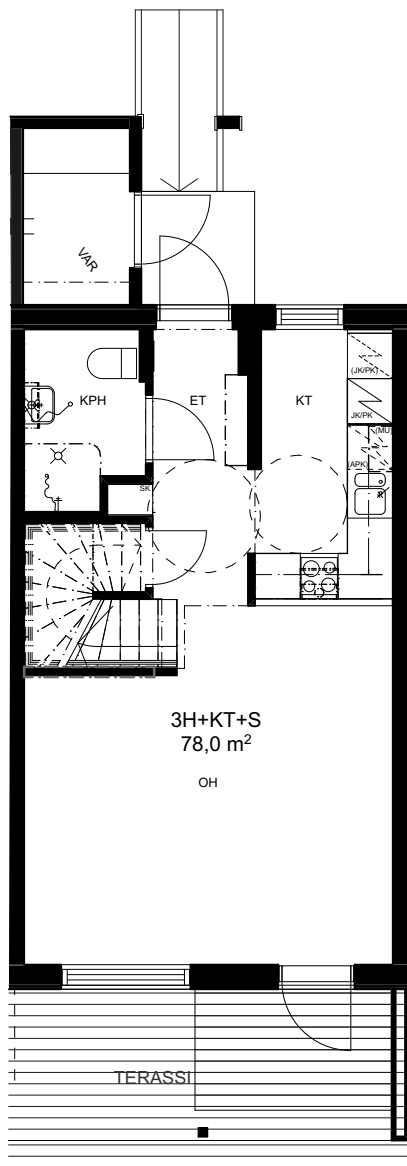 VAR
(JK/PK)
KPH
ET
KT
JK/PK
(MU)
(APK)
SK
3H+KT+S
78,0 m²
OH
TERASSI